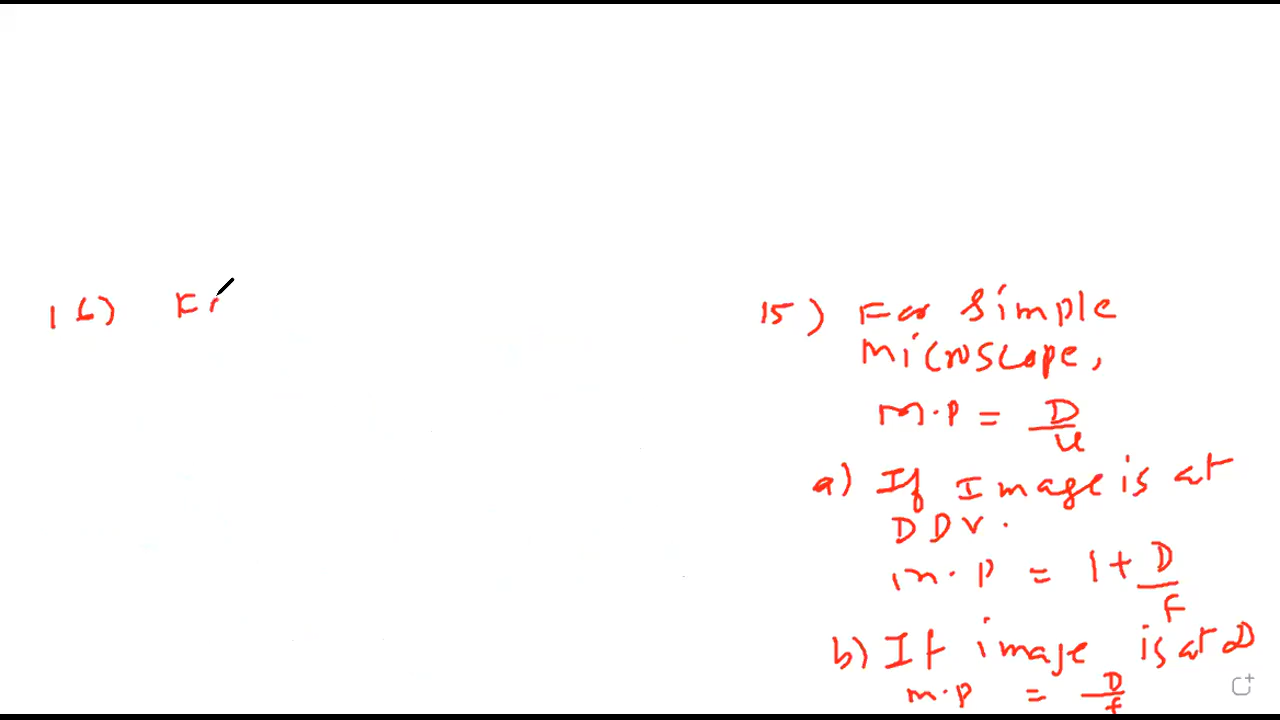 16) Fr
15) For Simple
Microscope,
M.P = D/u
a) If Image is at
DDV.
m.p = 1 + D/F
b) If image is at ∞
m.p = D/f